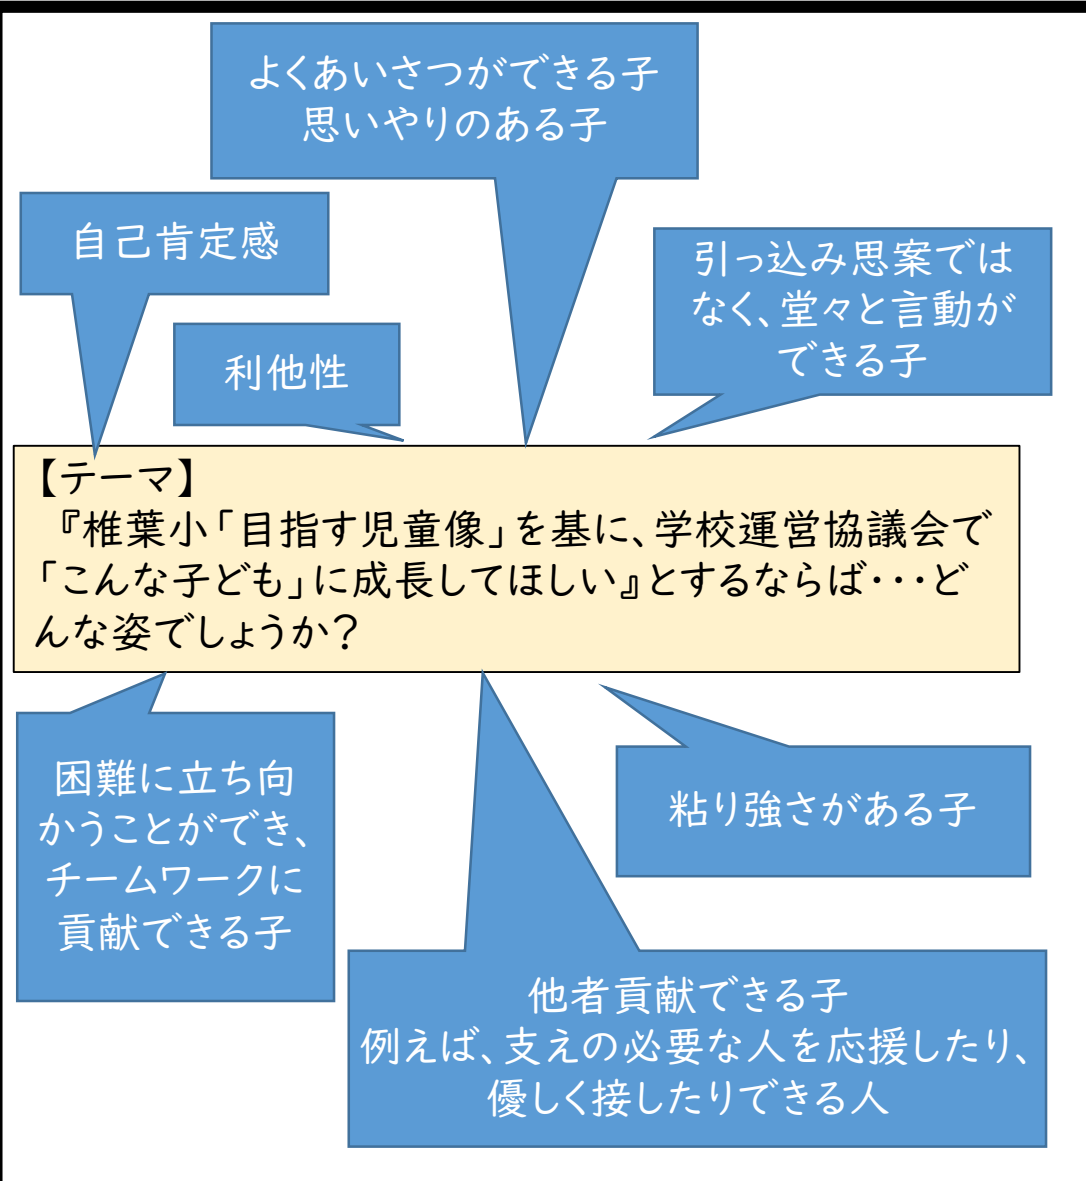 よくあいさつができる子
思いやりのある子
自己肯定感
引っ込み思案では
なく、堂々と言動が
できる子
利他性
【テーマ】
『椎葉小「目指す児童像」を基に、学校運営協議会で
「こんな子ども」に成長してほしい』とするならば・・・ど
んな姿でしょうか？
困難に立ち向
かうことができ、
チームワークに
貢献できる子
粘り強さがある子
他者貢献できる子
例えば、支えの必要な人を応援したり、
優しく接したりできる人